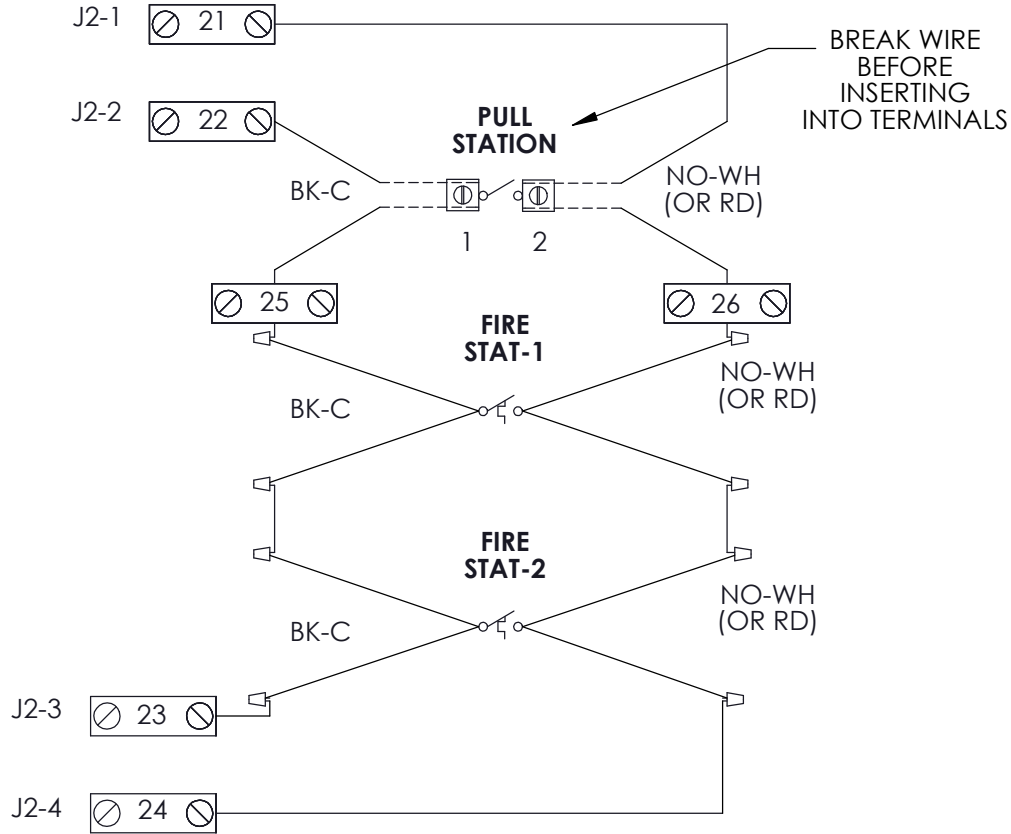 J2-1
21
BREAK WIRE
BEFORE
INSERTING
INTO TERMINALS
J2-2
22
PULL
STATION
BK-C
NO-WH
(OR RD)
1
2
25
26
FIRE
STAT-1
BK-C
NO-WH
(OR RD)
FIRE
STAT-2
BK-C
NO-WH
(OR RD)
J2-3
23
J2-4
24